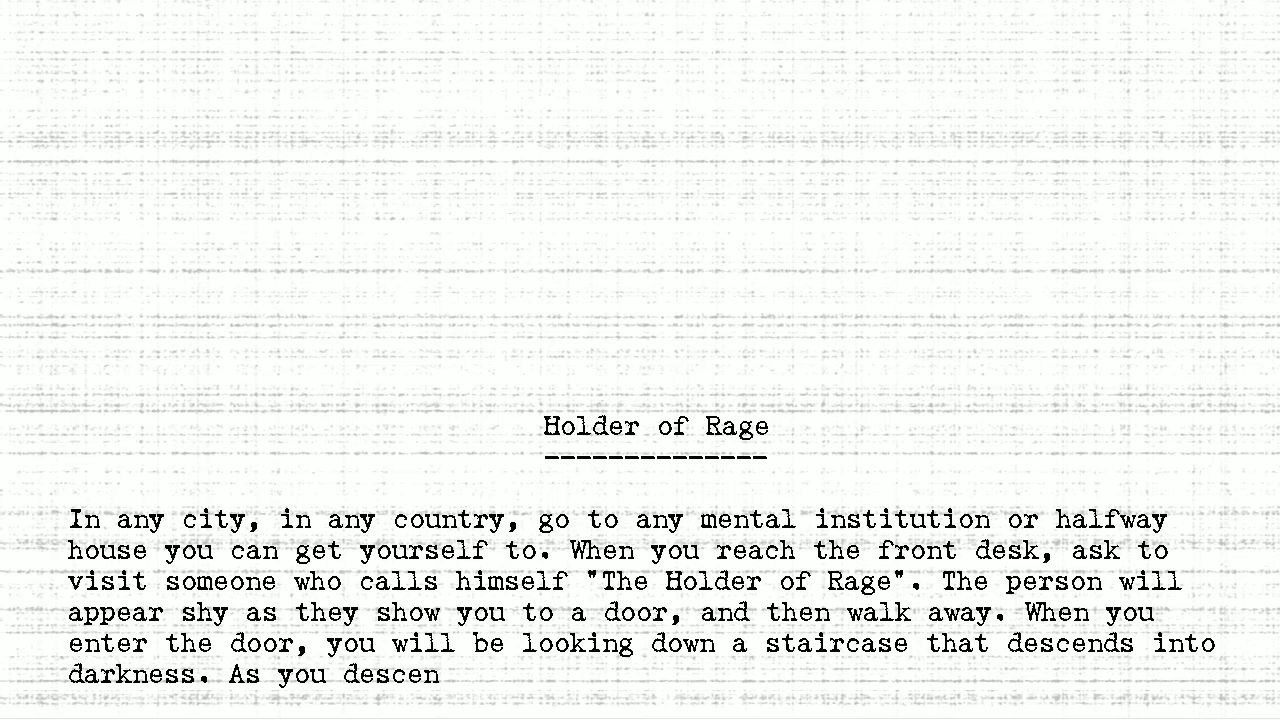 Holder of Rage
--------------
In any city, in any country, go to any mental institution or halfway
house you can get yourself to. When you reach the front desk, ask to
visit someone who calls himself "The Holder of Rage". The person will
appear shy as they show you to a door, and then walk away. When you
enter the door, you will be looking down a staircase that descends into
darkness. As you descen